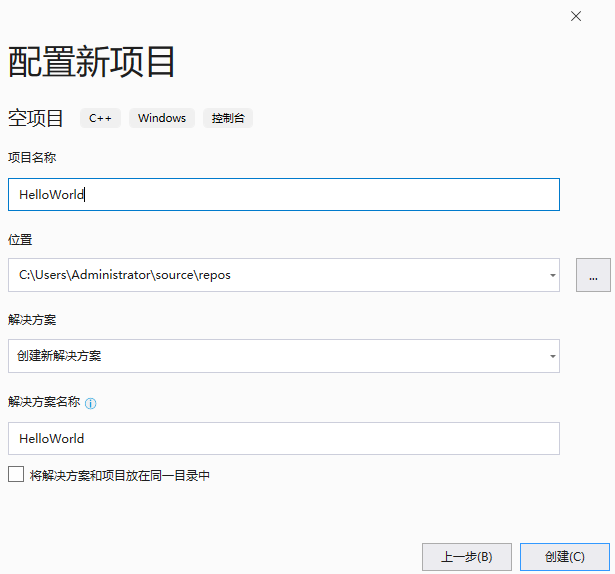 配置新项目
空项目 C++ Windows 控制台
项目名称
HelloWorld
位置
C:\Users\Administrator\source\repos
...
解决方案
创建新解决方案
解决方案名称
HelloWorld
将解决方案和项目放在同一目录中
上一步(B) 创建(C)